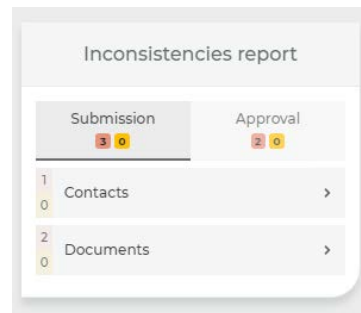 Inconsistencies report
Submission Approval
3 0 2 0
1
Contacts
0
2
Documents
0